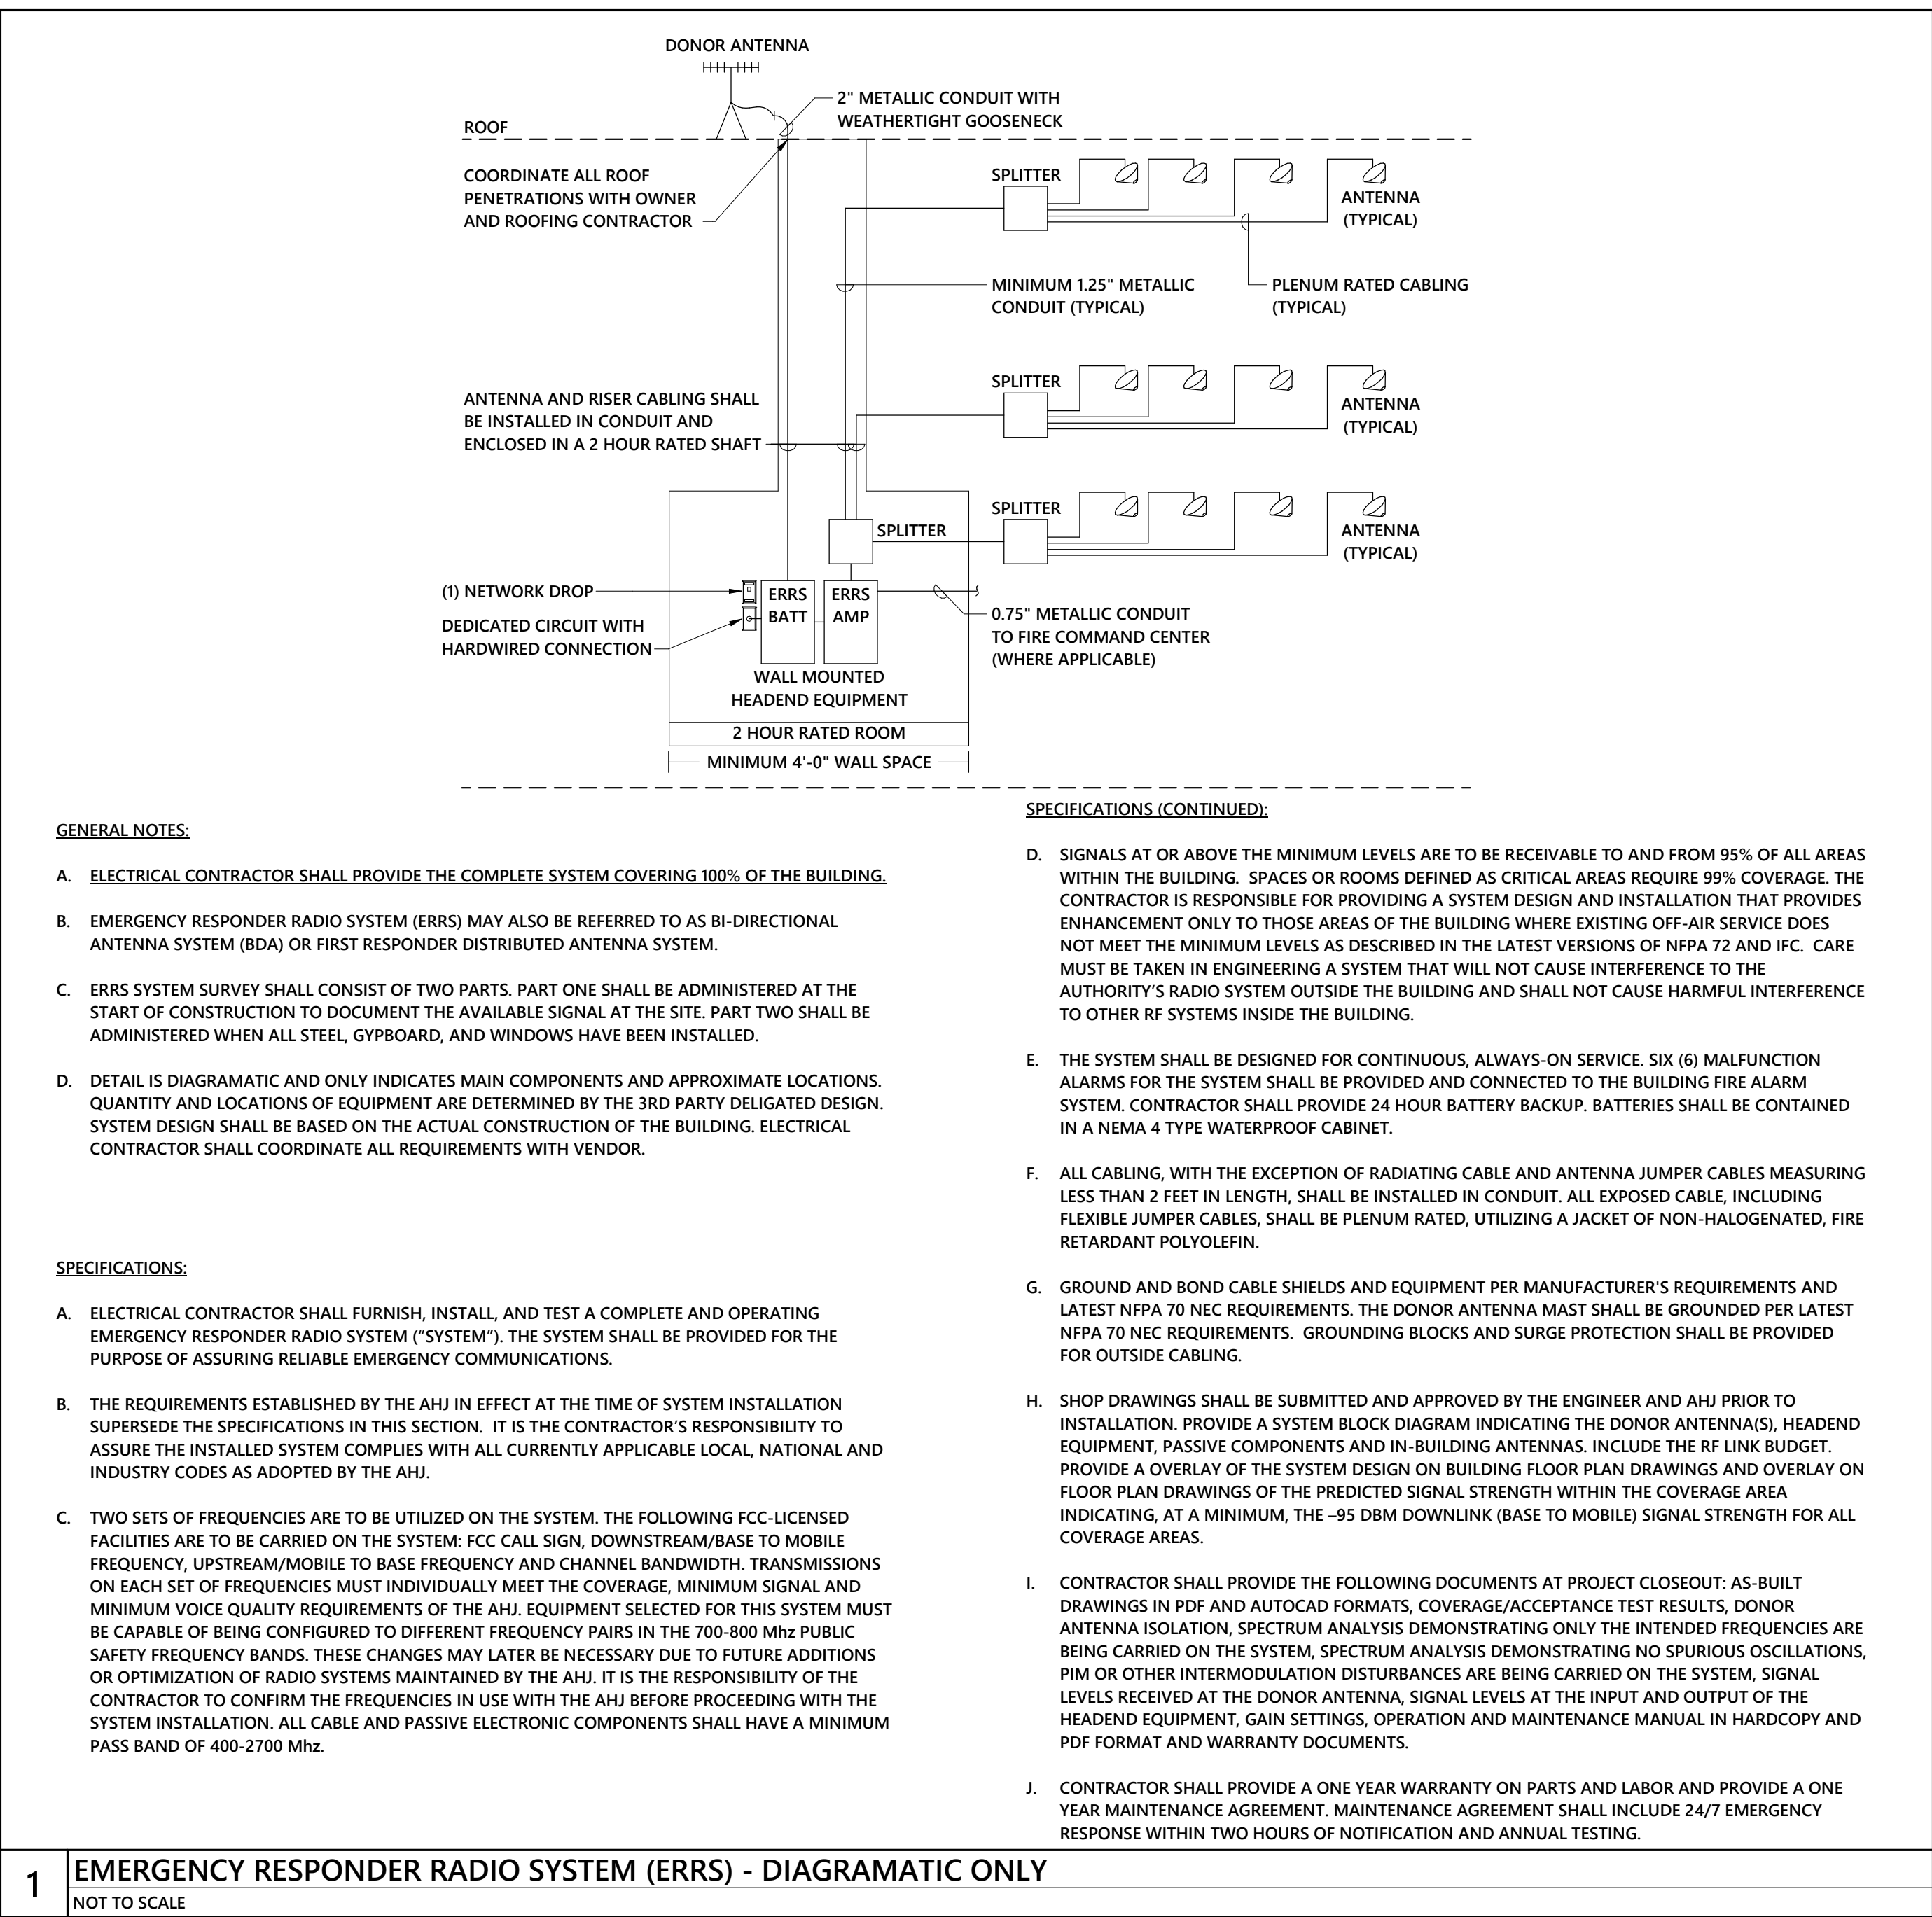 DONOR ANTENNA
2" METALLIC CONDUIT WITH
WEATHERTIGHT GOOSENECK
ROOF
COORDINATE ALL ROOF
PENETRATIONS WITH OWNER
AND ROOFING CONTRACTOR
SPLITTER
ANTENNA
(TYPICAL)
MINIMUM 1.25" METALLIC
CONDUIT (TYPICAL)
PLENUM RATED CABLING
(TYPICAL)
ANTENNA AND RISER CABLING SHALL
BE INSTALLED IN CONDUIT AND
ENCLOSED IN A 2 HOUR RATED SHAFT
SPLITTER
ANTENNA
(TYPICAL)
SPLITTER
ANTENNA
(TYPICAL)
SPLITTER
(1) NETWORK DROP
DEDICATED CIRCUIT WITH
HARDWIRED CONNECTION
ERRS
BATT
ERRS
AMP
0.75" METALLIC CONDUIT
TO FIRE COMMAND CENTER
(WHERE APPLICABLE)
WALL MOUNTED
HEADEND EQUIPMENT
2 HOUR RATED ROOM
MINIMUM 4'-0" WALL SPACE
GENERAL NOTES:
A. ELECTRICAL CONTRACTOR SHALL PROVIDE THE COMPLETE SYSTEM COVERING 100% OF THE BUILDING.
B. EMERGENCY RESPONDER RADIO SYSTEM (ERRS) MAY ALSO BE REFERRED TO AS BI-DIRECTIONAL
ANTENNA SYSTEM (BDA) OR FIRST RESPONDER DISTRIBUTED ANTENNA SYSTEM.
C. ERRS SYSTEM SURVEY SHALL CONSIST OF TWO PARTS. PART ONE SHALL BE ADMINISTERED AT THE
START OF CONSTRUCTION TO DOCUMENT THE AVAILABLE SIGNAL AT THE SITE. PART TWO SHALL BE
ADMINISTERED WHEN ALL STEEL, GYPBOARD, AND WINDOWS HAVE BEEN INSTALLED.
D. DETAIL IS DIAGRAMATIC AND ONLY INDICATES MAIN COMPONENTS AND APPROXIMATE LOCATIONS.
QUANTITY AND LOCATIONS OF EQUIPMENT ARE DETERMINED BY THE 3RD PARTY DELIGATED DESIGN.
SYSTEM DESIGN SHALL BE BASED ON THE ACTUAL CONSTRUCTION OF THE BUILDING. ELECTRICAL
CONTRACTOR SHALL COORDINATE ALL REQUIREMENTS WITH VENDOR.
SPECIFICATIONS:
A. ELECTRICAL CONTRACTOR SHALL FURNISH, INSTALL, AND TEST A COMPLETE AND OPERATING
EMERGENCY RESPONDER RADIO SYSTEM (“SYSTEM”). THE SYSTEM SHALL BE PROVIDED FOR THE
PURPOSE OF ASSURING RELIABLE EMERGENCY COMMUNICATIONS.
B. THE REQUIREMENTS ESTABLISHED BY THE AHJ IN EFFECT AT THE TIME OF SYSTEM INSTALLATION
SUPERSEDE THE SPECIFICATIONS IN THIS SECTION. IT IS THE CONTRACTOR’S RESPONSIBILITY TO
ASSURE THE INSTALLED SYSTEM COMPLIES WITH ALL CURRENTLY APPLICABLE LOCAL, NATIONAL AND
INDUSTRY CODES AS ADOPTED BY THE AHJ.
C. TWO SETS OF FREQUENCIES ARE TO BE UTILIZED ON THE SYSTEM. THE FOLLOWING FCC-LICENSED
FACILITIES ARE TO BE CARRIED ON THE SYSTEM: FCC CALL SIGN, DOWNSTREAM/BASE TO MOBILE
FREQUENCY, UPSTREAM/MOBILE TO BASE FREQUENCY AND CHANNEL BANDWIDTH. TRANSMISSIONS
ON EACH SET OF FREQUENCIES MUST INDIVIDUALLY MEET THE COVERAGE, MINIMUM SIGNAL AND
MINIMUM VOICE QUALITY REQUIREMENTS OF THE AHJ. EQUIPMENT SELECTED FOR THIS SYSTEM MUST
BE CAPABLE OF BEING CONFIGURED TO DIFFERENT FREQUENCY PAIRS IN THE 700-800 Mhz PUBLIC
SAFETY FREQUENCY BANDS. THESE CHANGES MAY LATER BE NECESSARY DUE TO FUTURE ADDITIONS
OR OPTIMIZATION OF RADIO SYSTEMS MAINTAINED BY THE AHJ. IT IS THE RESPONSIBILITY OF THE
CONTRACTOR TO CONFIRM THE FREQUENCIES IN USE WITH THE AHJ BEFORE PROCEEDING WITH THE
SYSTEM INSTALLATION. ALL CABLE AND PASSIVE ELECTRONIC COMPONENTS SHALL HAVE A MINIMUM
PASS BAND OF 400-2700 Mhz.
SPECIFICATIONS (CONTINUED):
D. SIGNALS AT OR ABOVE THE MINIMUM LEVELS ARE TO BE RECEIVABLE TO AND FROM 95% OF ALL AREAS
WITHIN THE BUILDING. SPACES OR ROOMS DEFINED AS CRITICAL AREAS REQUIRE 99% COVERAGE. THE
CONTRACTOR IS RESPONSIBLE FOR PROVIDING A SYSTEM DESIGN AND INSTALLATION THAT PROVIDES
ENHANCEMENT ONLY TO THOSE AREAS OF THE BUILDING WHERE EXISTING OFF-AIR SERVICE DOES
NOT MEET THE MINIMUM LEVELS AS DESCRIBED IN THE LATEST VERSIONS OF NFPA 72 AND IFC. CARE
MUST BE TAKEN IN ENGINEERING A SYSTEM THAT WILL NOT CAUSE INTERFERENCE TO THE
AUTHORITY’S RADIO SYSTEM OUTSIDE THE BUILDING AND SHALL NOT CAUSE HARMFUL INTERFERENCE
TO OTHER RF SYSTEMS INSIDE THE BUILDING.
E. THE SYSTEM SHALL BE DESIGNED FOR CONTINUOUS, ALWAYS-ON SERVICE. SIX (6) MALFUNCTION
ALARMS FOR THE SYSTEM SHALL BE PROVIDED AND CONNECTED TO THE BUILDING FIRE ALARM
SYSTEM. CONTRACTOR SHALL PROVIDE 24 HOUR BATTERY BACKUP. BATTERIES SHALL BE CONTAINED
IN A NEMA 4 TYPE WATERPROOF CABINET.
F. ALL CABLING, WITH THE EXCEPTION OF RADIATING CABLE AND ANTENNA JUMPER CABLES MEASURING
LESS THAN 2 FEET IN LENGTH, SHALL BE INSTALLED IN CONDUIT. ALL EXPOSED CABLE, INCLUDING
FLEXIBLE JUMPER CABLES, SHALL BE PLENUM RATED, UTILIZING A JACKET OF NON-HALOGENATED, FIRE
RETARDANT POLYOLEFIN.
G. GROUND AND BOND CABLE SHIELDS AND EQUIPMENT PER MANUFACTURER'S REQUIREMENTS AND
LATEST NFPA 70 NEC REQUIREMENTS. THE DONOR ANTENNA MAST SHALL BE GROUNDED PER LATEST
NFPA 70 NEC REQUIREMENTS. GROUNDING BLOCKS AND SURGE PROTECTION SHALL BE PROVIDED
FOR OUTSIDE CABLING.
H. SHOP DRAWINGS SHALL BE SUBMITTED AND APPROVED BY THE ENGINEER AND AHJ PRIOR TO
INSTALLATION. PROVIDE A SYSTEM BLOCK DIAGRAM INDICATING THE DONOR ANTENNA(S), HEADEND
EQUIPMENT, PASSIVE COMPONENTS AND IN-BUILDING ANTENNAS. INCLUDE THE RF LINK BUDGET.
PROVIDE A OVERLAY OF THE SYSTEM DESIGN ON BUILDING FLOOR PLAN DRAWINGS AND OVERLAY ON
FLOOR PLAN DRAWINGS OF THE PREDICTED SIGNAL STRENGTH WITHIN THE COVERAGE AREA
INDICATING, AT A MINIMUM, THE –95 DBM DOWNLINK (BASE TO MOBILE) SIGNAL STRENGTH FOR ALL
COVERAGE AREAS.
I. CONTRACTOR SHALL PROVIDE THE FOLLOWING DOCUMENTS AT PROJECT CLOSEOUT: AS-BUILT
DRAWINGS IN PDF AND AUTOCAD FORMATS, COVERAGE/ACCEPTANCE TEST RESULTS, DONOR
ANTENNA ISOLATION, SPECTRUM ANALYSIS DEMONSTRATING ONLY THE INTENDED FREQUENCIES ARE
BEING CARRIED ON THE SYSTEM, SPECTRUM ANALYSIS DEMONSTRATING NO SPURIOUS OSCILLATIONS,
PIM OR OTHER INTERMODULATION DISTURBANCES ARE BEING CARRIED ON THE SYSTEM, SIGNAL
LEVELS RECEIVED AT THE DONOR ANTENNA, SIGNAL LEVELS AT THE INPUT AND OUTPUT OF THE
HEADEND EQUIPMENT, GAIN SETTINGS, OPERATION AND MAINTENANCE MANUAL IN HARDCOPY AND
PDF FORMAT AND WARRANTY DOCUMENTS.
J. CONTRACTOR SHALL PROVIDE A ONE YEAR WARRANTY ON PARTS AND LABOR AND PROVIDE A ONE
YEAR MAINTENANCE AGREEMENT. MAINTENANCE AGREEMENT SHALL INCLUDE 24/7 EMERGENCY
RESPONSE WITHIN TWO HOURS OF NOTIFICATION AND ANNUAL TESTING.
1
EMERGENCY RESPONDER RADIO SYSTEM (ERRS) - DIAGRAMATIC ONLY
NOT TO SCALE